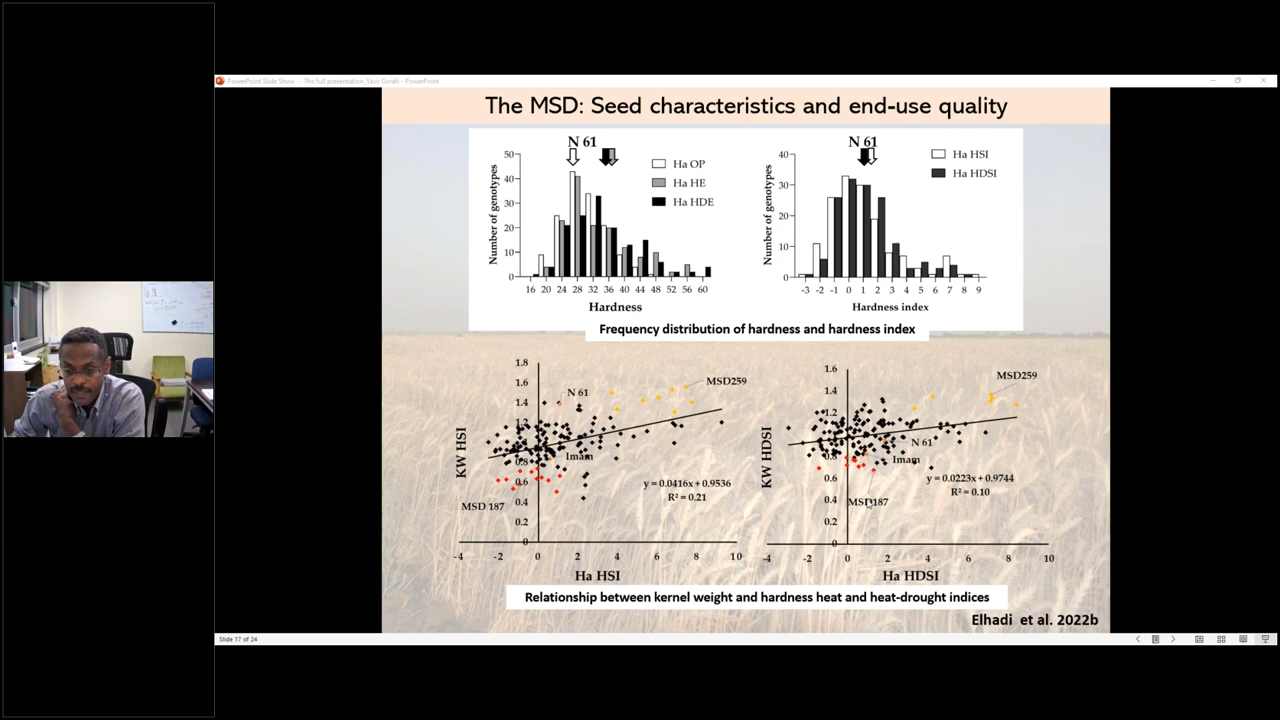 PowerPoint Slide Show - The full presentation_Yasir Gorafi - PowerPoint
The MSD: Seed characteristics and end-use quality
N 61
50
40
30
20
10
0
Number of genotypes
Ha OP
Ha HE
Ha HDE
16 20 24 28 32 36 40 44 48 52 56 60
Hardness
N 61
40
30
20
10
0
Number of genotypes
Ha HSI
Ha HDSI
-3 -2 -1 0 1 2 3 4 5 6 7 8 9
Hardness index
Frequency distribution of hardness and hardness index
1.8
1.6
1.4
1.2
0.8
0.6
0.4
0.2
0
KW HSI
N 61
MSD259
Imam
MSD 187
y = 0.0416x + 0.9536
R² = 0.21
-4 -2 0 2 4 6 8 10
Ha HSI
1.6
1.4
1.2
0.8
0.6
0.4
0.2
0
KW HDSI
MSD259
N 61
Imam
MSD187
y = 0.0223x + 0.9744
R² = 0.10
-4 -2 0 2 4 6 8 10
Ha HDSI
Relationship between kernel weight and hardness heat and heat-drought indices
Elhadi et al. 2022b
Slide 17 of 24